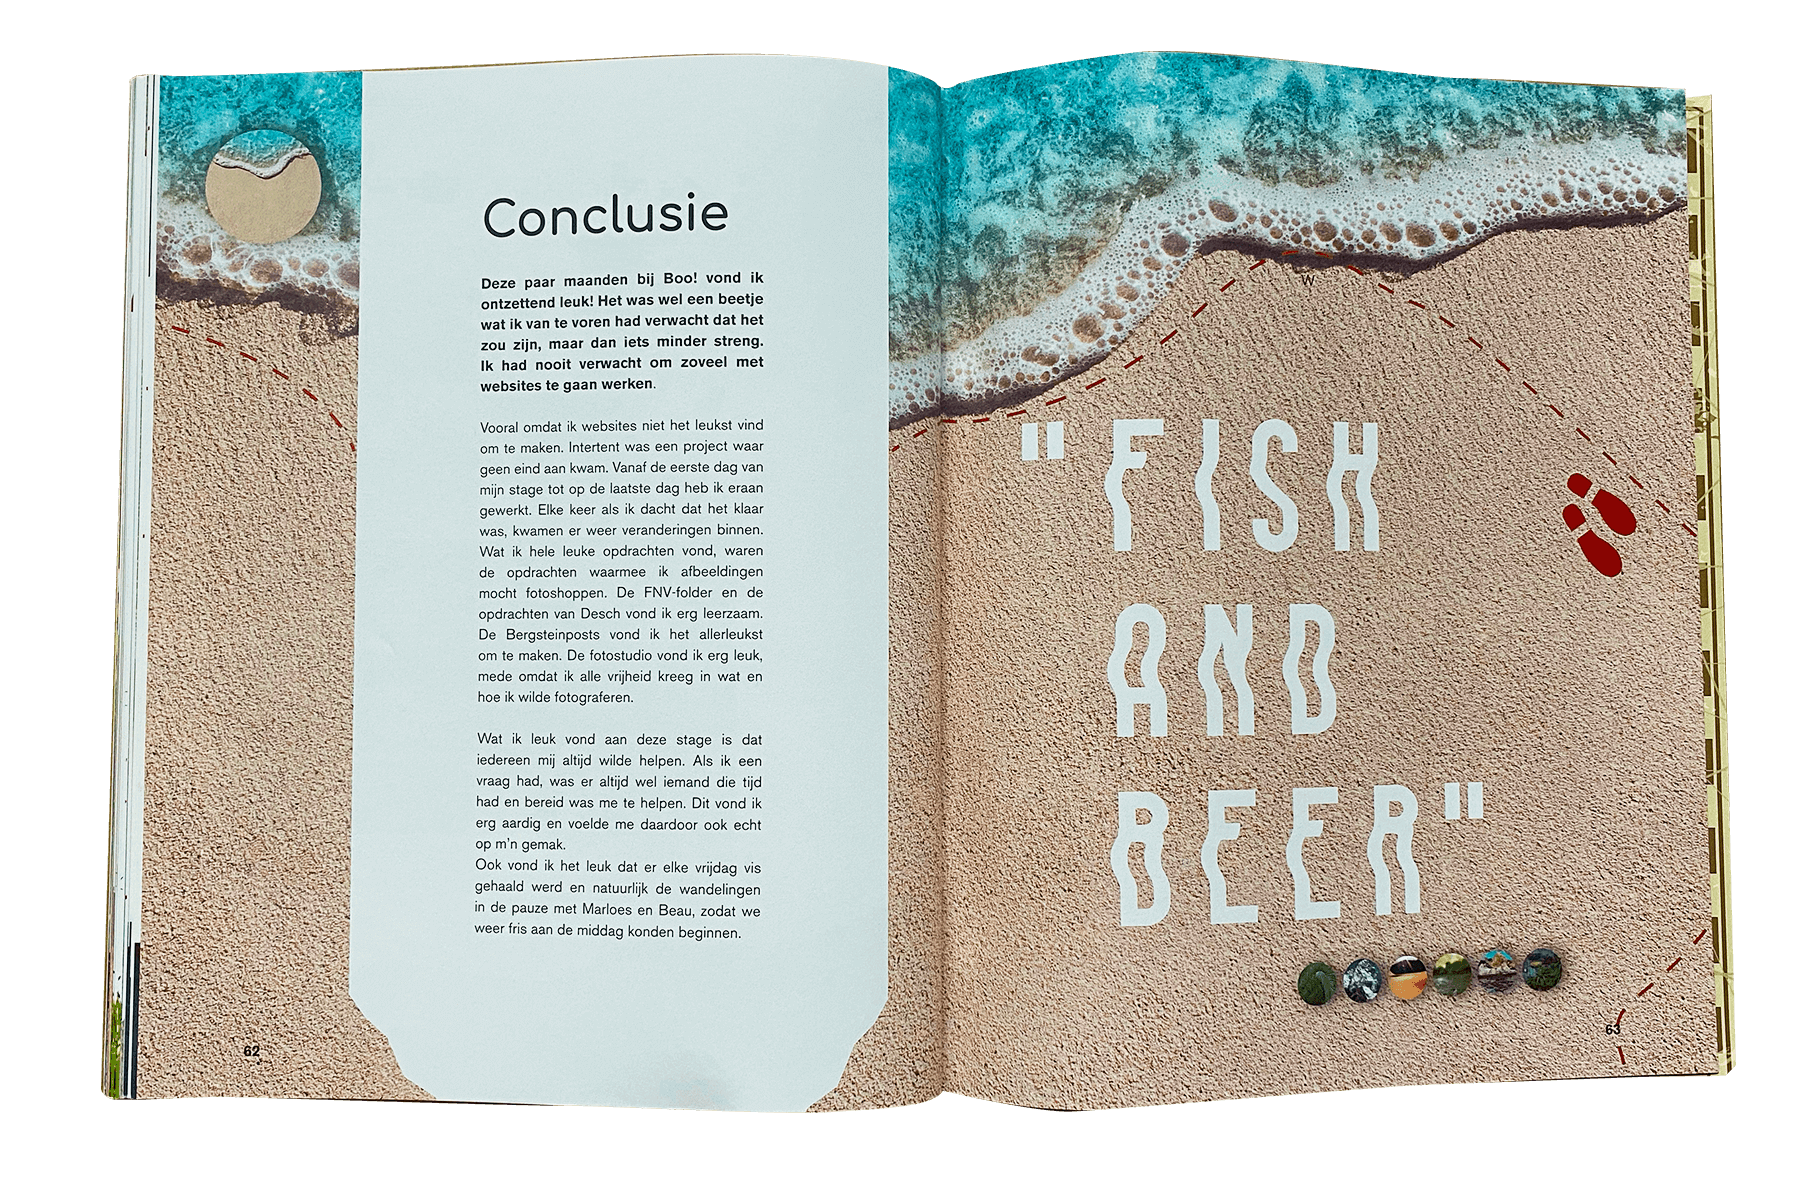 Conclusie
Deze paar maanden bij Boo! vond ik
ontzettend leuk! Het was wel een beetje
wat ik van te voren had verwacht dat het
zou zijn, maar dan iets minder streng.
Ik had nooit verwacht om zoveel met
websites te gaan werken.
Vooral omdat ik websites niet het leukst vind
om te maken. Intertent was een project waar
geen eind aan kwam. Vanaf de eerste dag van
mijn stage tot op de laatste dag heb ik eraan
gewerkt. Elke keer als ik dacht dat het klaar
was, kwamen er weer veranderingen binnen.
Wat ik hele leuke opdrachten vond, waren
de opdrachten waarmee ik afbeeldingen
mocht fotoshoppen. De FNV-folder en de
opdrachten van Desch vond ik erg leerzaam.
De Bergsteinposts vond ik het allerleukst
om te maken. De fotostudio vond ik erg leuk,
mede omdat ik alle vrijheid kreeg in wat en
hoe ik wilde fotograferen.
Wat ik leuk vond aan deze stage is dat
iedereen mij altijd wilde helpen. Als ik een
vraag had, was er altijd wel iemand die tijd
had en bereid was me te helpen. Dit vond ik
erg aardig en voelde me daardoor ook echt
op m'n gemak.
Ook vond ik het leuk dat er elke vrijdag vis
gehaald werd en natuurlijk de wandelingen
in de pauze met Marloes en Beau, zodat we
weer fris aan de middag konden beginnen.
62
W
"FISH
AND
BEER"
63